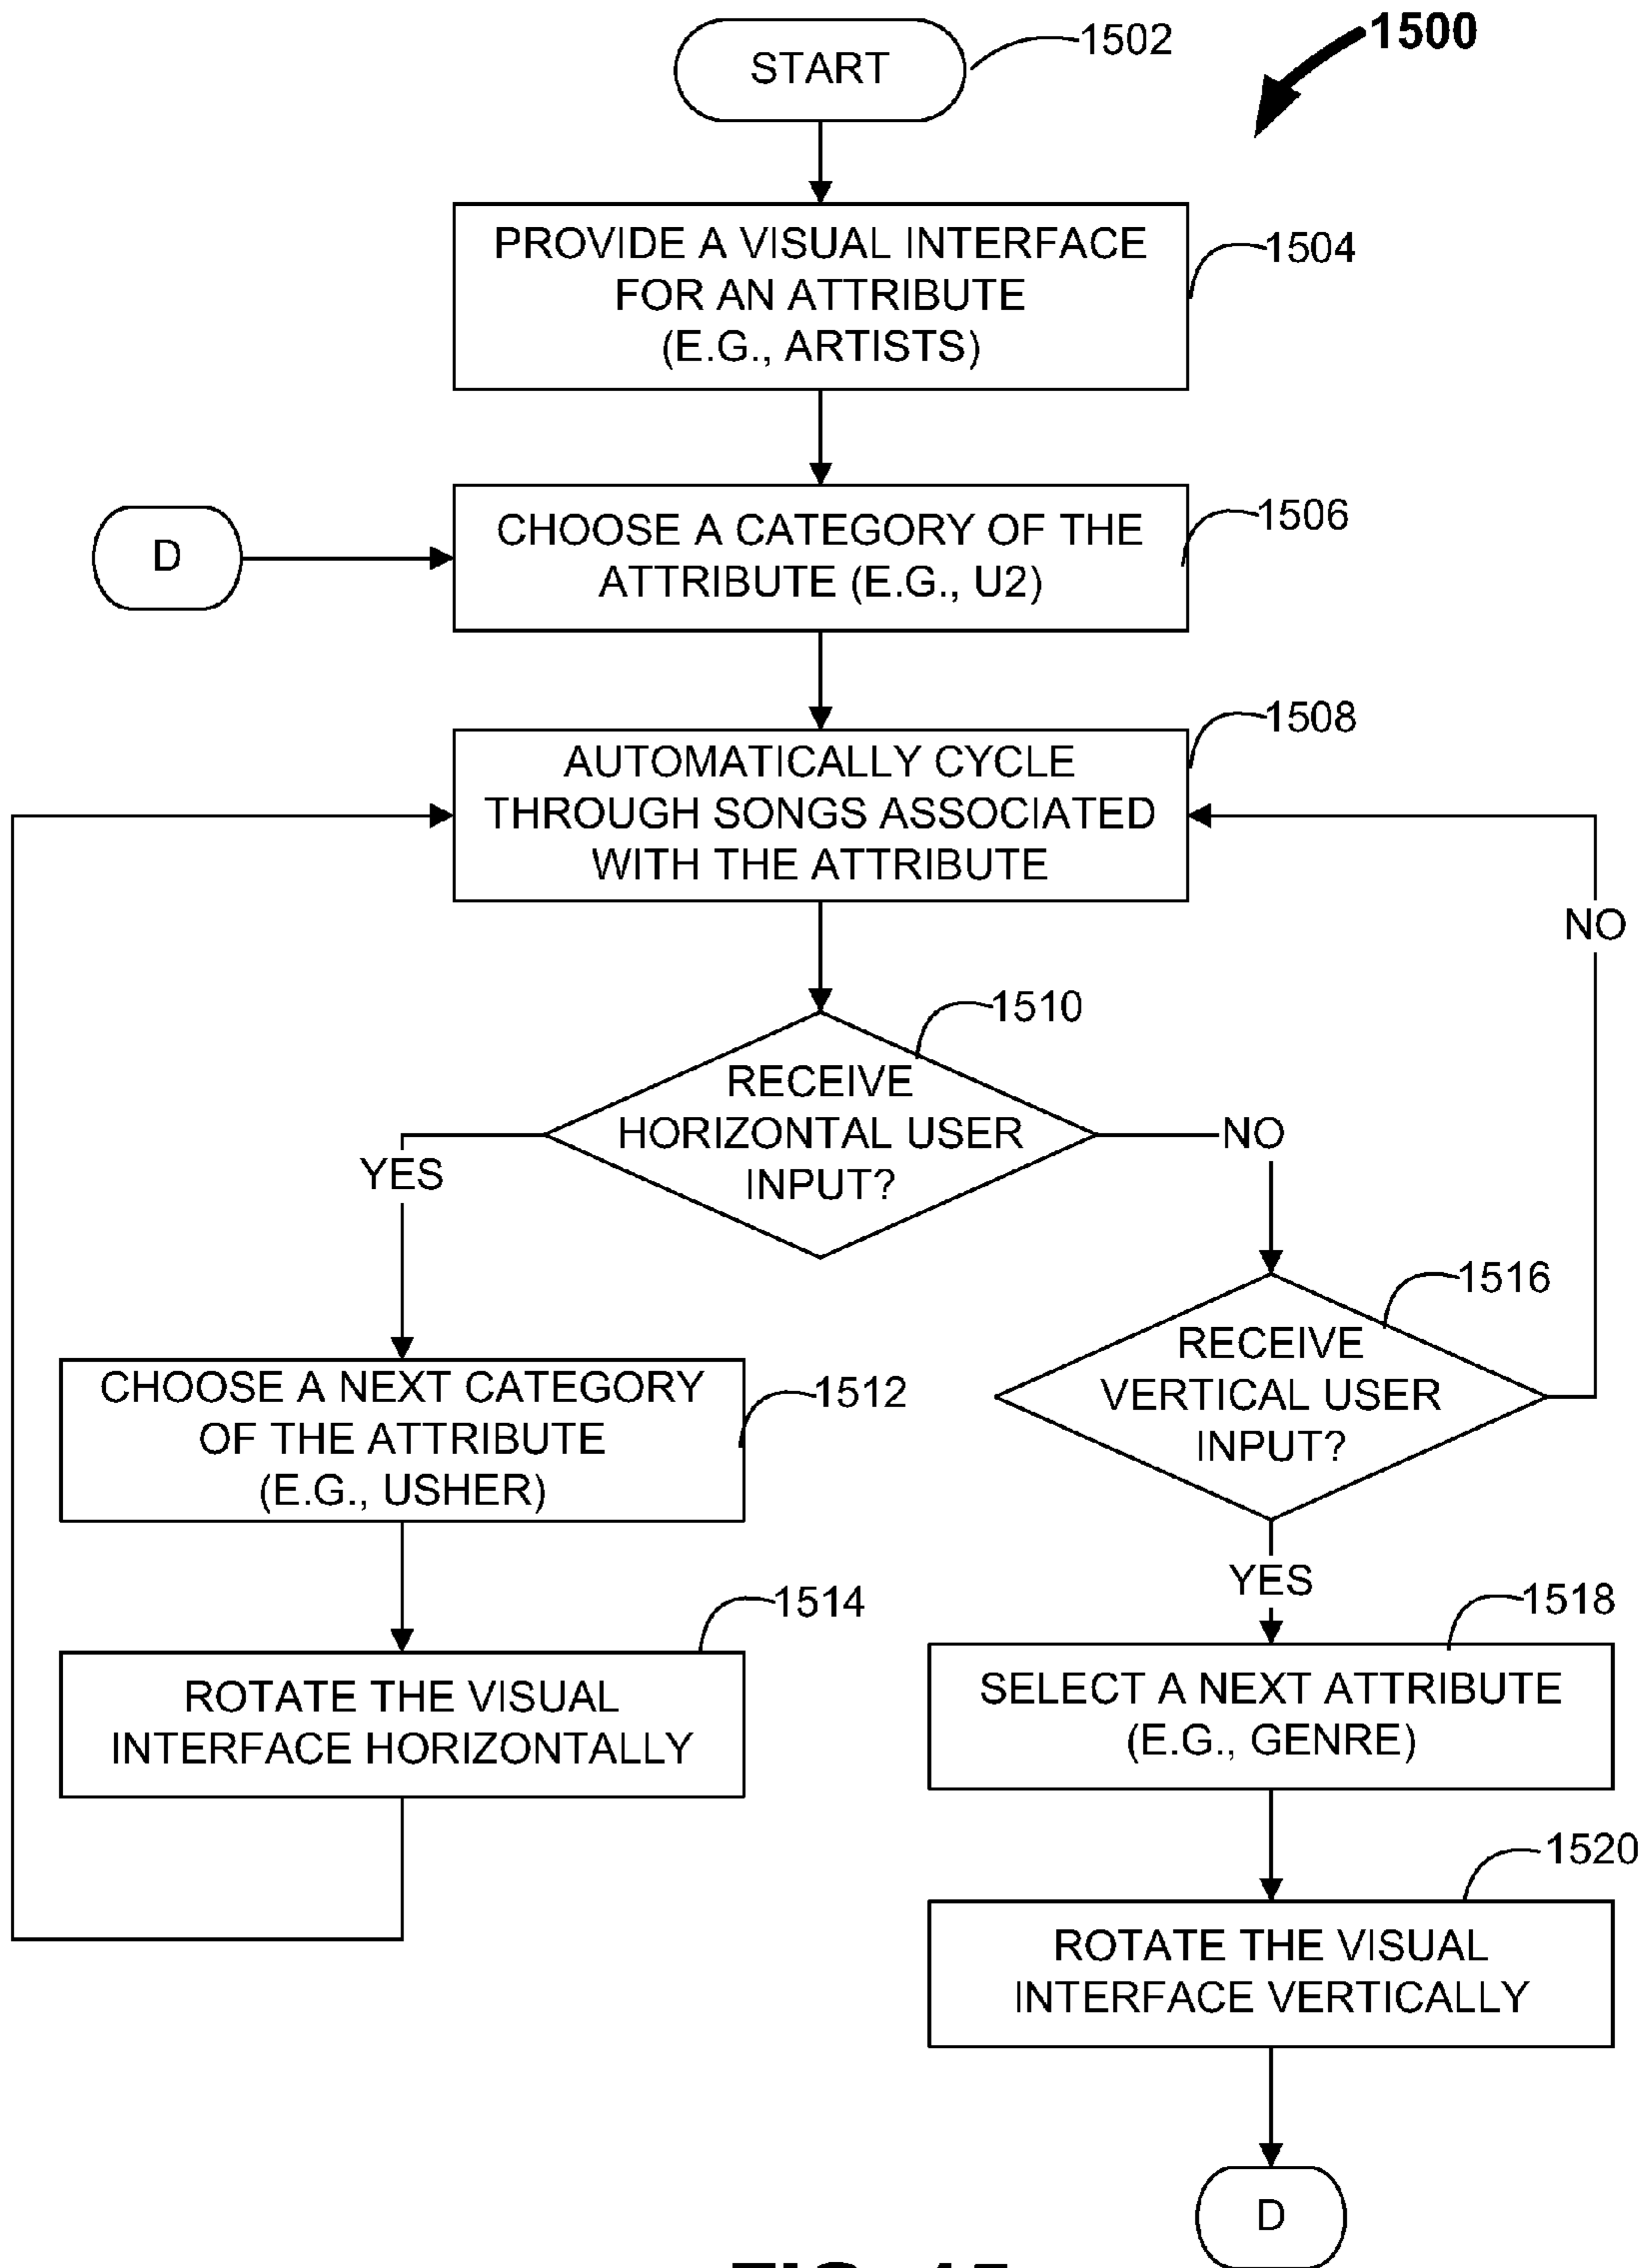 1500
START
1502
PROVIDE A VISUAL INTERFACE
FOR AN ATTRIBUTE
(E.G., ARTISTS)
1504
D
CHOOSE A CATEGORY OF THE
ATTRIBUTE (E.G., U2)
1506
AUTOMATICALLY CYCLE
THROUGH SONGS ASSOCIATED
WITH THE ATTRIBUTE
1508
NO
RECEIVE
HORIZONTAL USER
INPUT?
1510
YES
NO
RECEIVE
VERTICAL USER
INPUT?
1516
CHOOSE A NEXT CATEGORY
OF THE ATTRIBUTE
(E.G., USHER)
1512
YES
ROTATE THE VISUAL
INTERFACE HORIZONTALLY
1514
SELECT A NEXT ATTRIBUTE
(E.G., GENRE)
1518
ROTATE THE VISUAL
INTERFACE VERTICALLY
1520
D